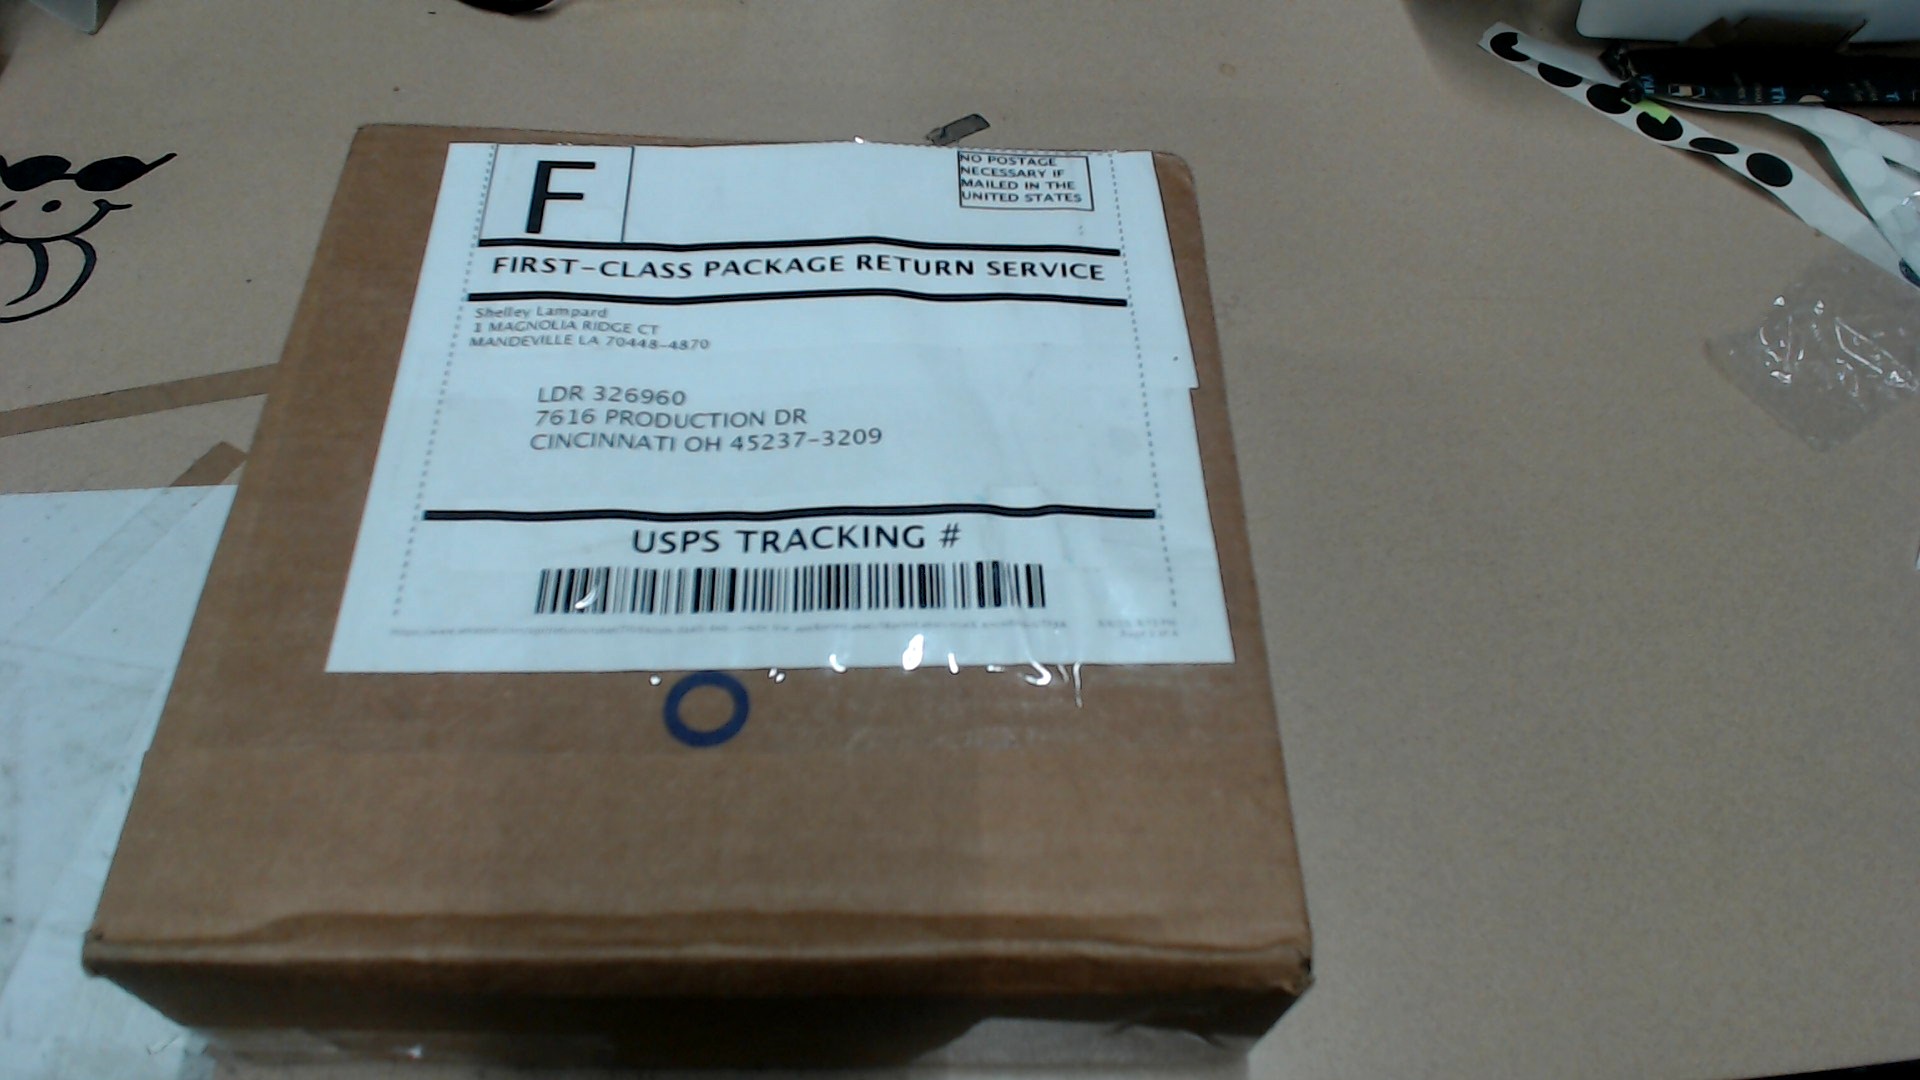 F
NO POSTAGE
NECESSARY IF
MAILED IN THE
UNITED STATES
FIRST-CLASS PACKAGE RETURN SERVICE
Shelley Lampard
1 MAGNOLIA RIDGE CT
MANDEVILLE LA 70448-4870
LDR 326960
7616 PRODUCTION DR
CINCINNATI OH 45237-3209
USPS TRACKING #